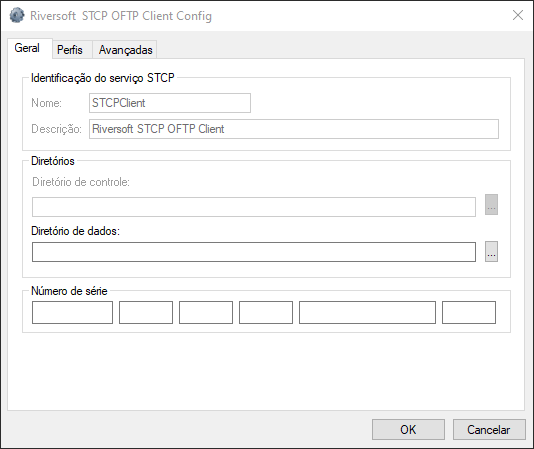 Riversoft STCP OFTP Client Config
Geral Perfis Avançadas
Identificação do serviço STCP
Nome: STCPClient
Descrição: Riversoft STCP OFTP Client
Diretórios
Diretório de controle:
...
Diretório de dados:
...
Número de série
OK Cancelar